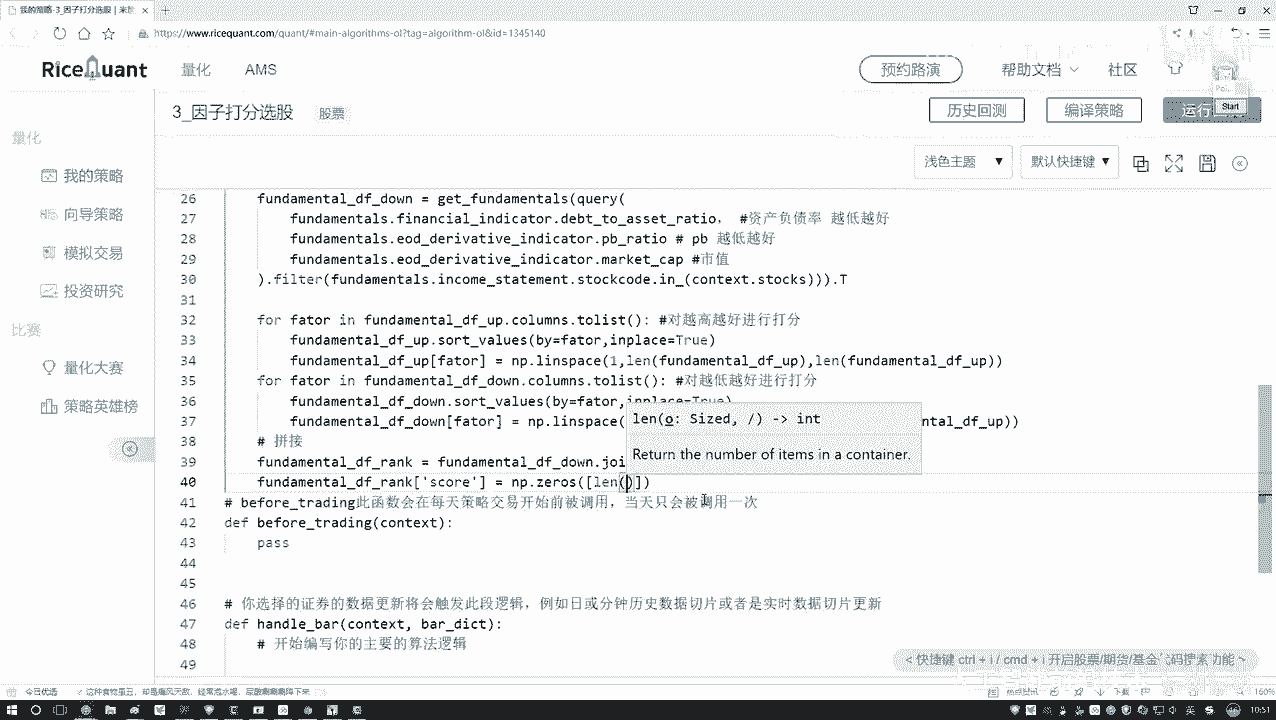 我的策略-3_因子打分选股
https://www.ricequant.com/quant/#main-algorithms-ol?tag=algorithm-ol&id=1345140
RiceQuant 量化 AMS 预约路演 帮助文档 社区
3_因子打分选股 股票 历史回测 编译策略 运行 Start
浅色主题 默认快捷键
量化
我的策略
向导策略
模拟交易
投资研究
比赛
量化大赛
策略英雄榜
26 fundamental_df_down = get_fundamentals(query(
27 fundamentals.financial_indicator.debt_to_asset_ratio, #资产负债率 越低越好
28 fundamentals.eod_derivative_indicator.pb_ratio # pb 越低越好
29 fundamentals.eod_derivative_indicator.market_cap #市值
30 ).filter(fundamentals.income_statement.stockcode.in_(context.stocks))).T
31
32 for fator in fundamental_df_up.columns.tolist(): #对越高越好进行打分
33 fundamental_df_up.sort_values(by=fator,inplace=True)
34 fundamental_df_up[fator] = np.linspace(1,len(fundamental_df_up),len(fundamental_df_up))
35 for fator in fundamental_df_down.columns.tolist(): #对越低越好进行打分
36 fundamental_df_down.sort_values(by=fator,inplace=True)
37 fundamental_df_down[fator] = np.linspace( ntal_df_up))
len(o: Sized, /) -> int
Return the number of items in a container.
38 # 拼接
39 fundamental_df_rank = fundamental_df_down.joi
40 fundamental_df_rank['score'] = np.zeros([len()])
41 # before_trading此函数会在每天策略交易开始前被调用，当天只会被调用一次
42 def before_trading(context):
43 pass
44
45
46 # 你选择的证券的数据更新将会触发此段逻辑，例如日或分钟历史数据切片或者是实时数据切片更新
47 def handle_bar(context, bar_dict):
48 # 开始编写你的主要的算法逻辑
49
< 快捷键 ctrl + i / cmd + i 开启股票/期货/基金代码搜索功能 ~
今日优选
160%
英 10:51